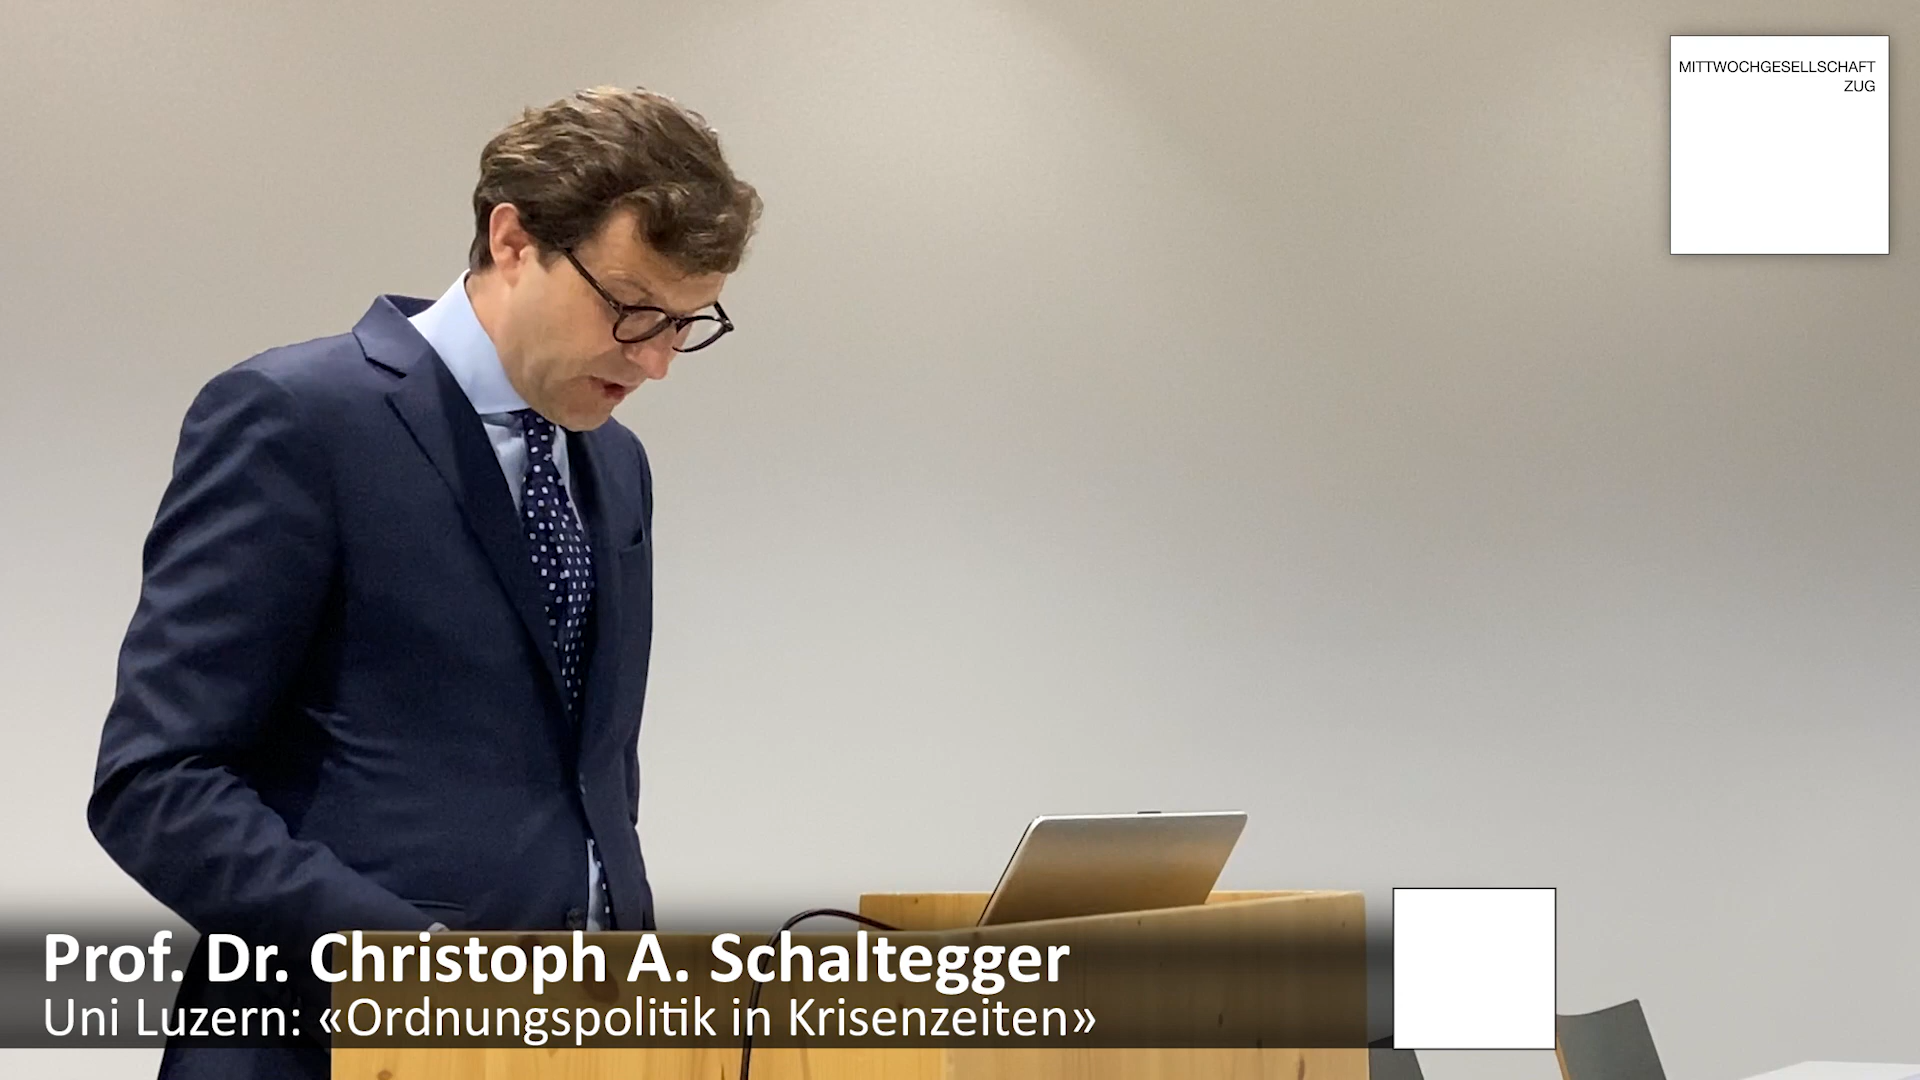 MITTWOCHGESELLSCHAFT
ZUG
Prof. Dr. Christoph A. Schaltegger
Uni Luzern: «Ordnungspolitik in Krisenzeiten»